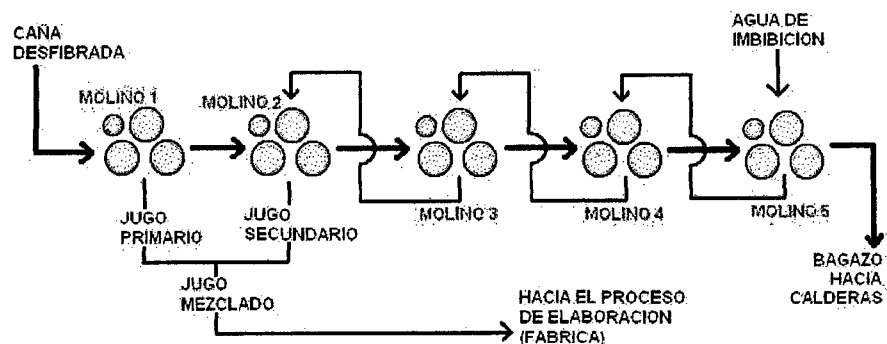 CAÑA
DESFIBRADA
AGUA DE
IMBIBICION
MOLINO 1
MOLINO 2
MOLINO 3
MOLINO 4
MOLINO 5
JUGO
PRIMARIO
JUGO
SECUNDARIO
JUGO
MEZCLADO
HACIA EL PROCESO
DE ELABORACION
(FABRICA)
BAGAZO
HACIA
CALDERAS